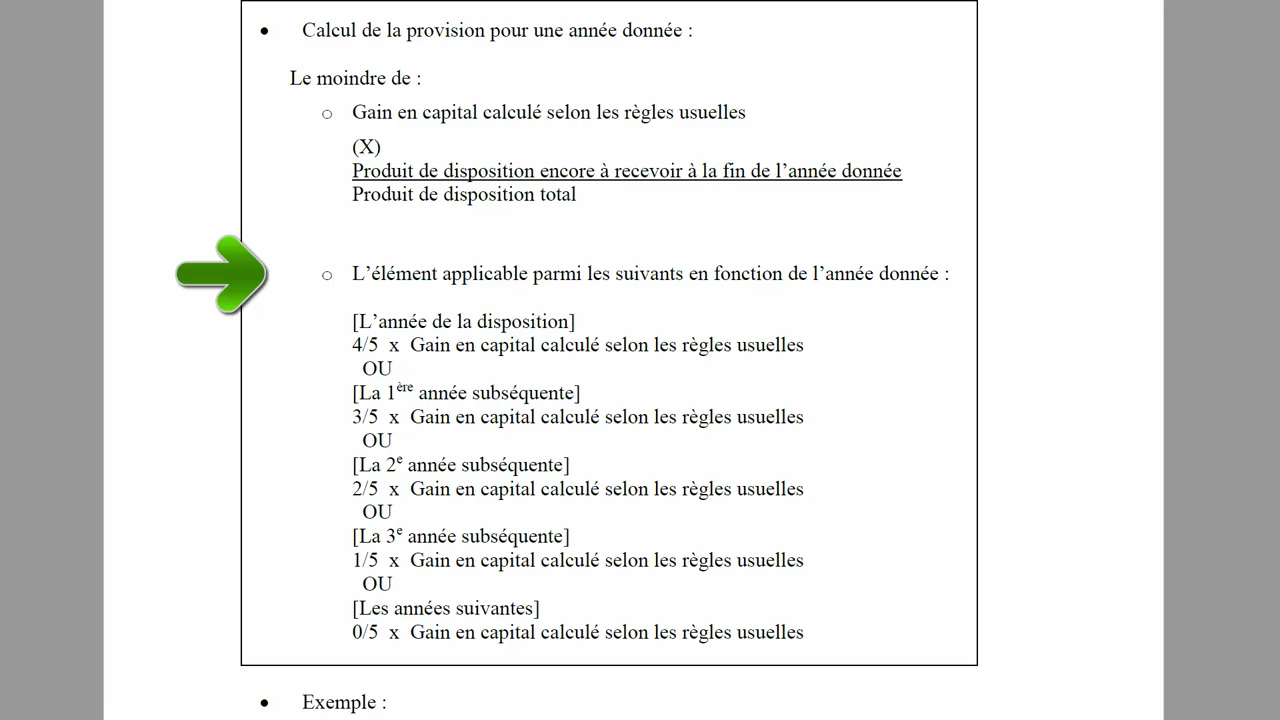 • Calcul de la provision pour une année donnée :
Le moindre de :
o Gain en capital calculé selon les règles usuelles
(X)
Produit de disposition encore à recevoir à la fin de l’année donnée
Produit de disposition total
o L’élément applicable parmi les suivants en fonction de l’année donnée :
[L’année de la disposition]
4/5 x Gain en capital calculé selon les règles usuelles
OU
[La 1ère année subséquente]
3/5 x Gain en capital calculé selon les règles usuelles
OU
[La 2e année subséquente]
2/5 x Gain en capital calculé selon les règles usuelles
OU
[La 3e année subséquente]
1/5 x Gain en capital calculé selon les règles usuelles
OU
[Les années suivantes]
0/5 x Gain en capital calculé selon les règles usuelles
• Exemple :